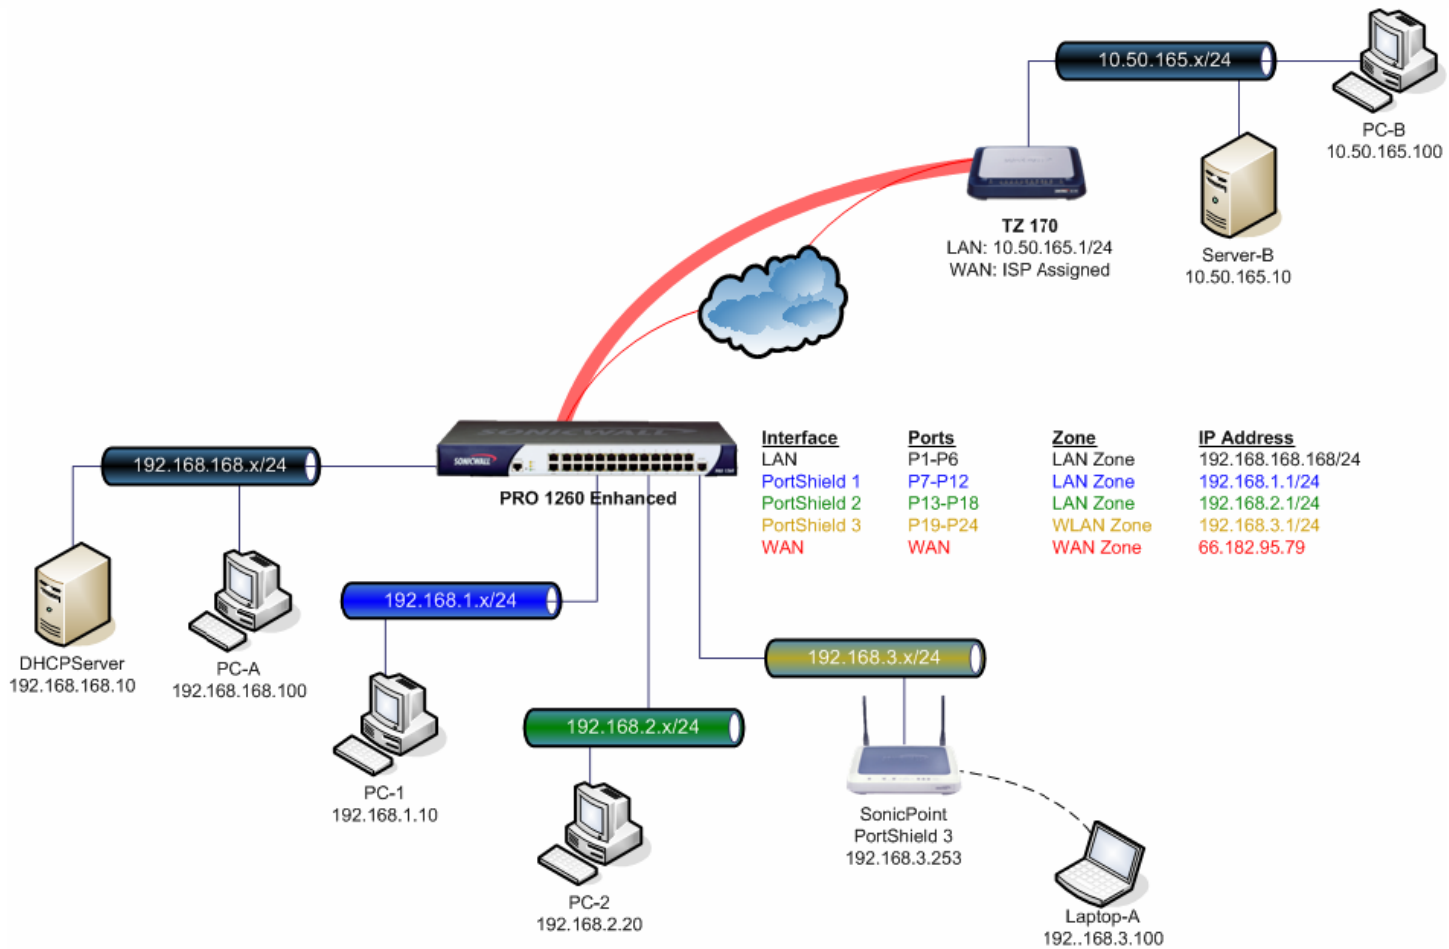 10.50.165.x/24
PC-B
10.50.165.100
TZ 170
LAN: 10.50.165.1/24
WAN: ISP Assigned
Server-B
10.50.165.10
SONICWALL
SONICWALL
PRO 1260 Enhanced
Interface Ports Zone IP Address
LAN P1-P6 LAN Zone 192.168.168.168/24
PortShield 1 P7-P12 LAN Zone 192.168.1.1/24
PortShield 2 P13-P18 LAN Zone 192.168.2.1/24
PortShield 3 P19-P24 WLAN Zone 192.168.3.1/24
WAN WAN WAN Zone 66.182.95.79
192.168.168.x/24
DHCPServer
192.168.168.10
PC-A
192.168.168.100
192.168.1.x/24
PC-1
192.168.1.10
192.168.2.x/24
PC-2
192.168.2.20
192.168.3.x/24
SonicPoint
PortShield 3
192.168.3.253
Laptop-A
192..168.3.100